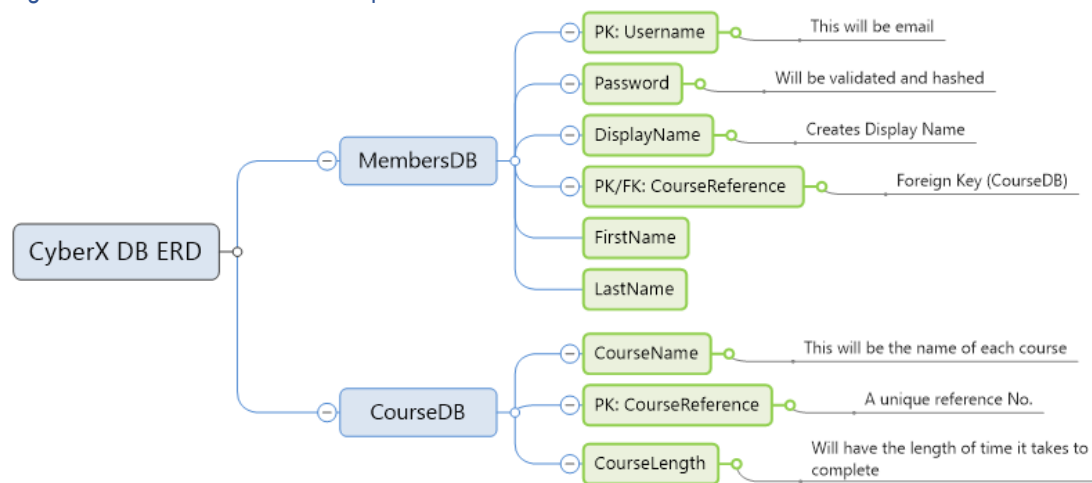 PK: Username
This will be email
Password
Will be validated and hashed
DisplayName
Creates Display Name
MembersDB
PK/FK: CourseReference
Foreign Key (CourseDB)
FirstName
CyberX DB ERD
LastName
CourseName
This will be the name of each course
CourseDB
PK: CourseReference
A unique reference No.
CourseLength
Will have the length of time it takes to
complete